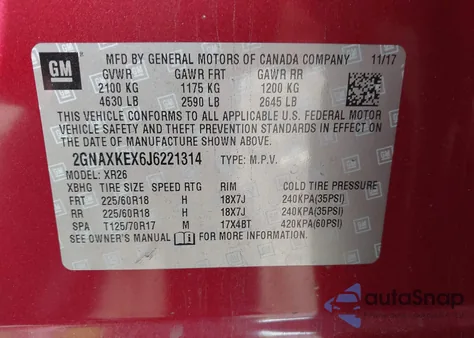 GM
MFD BY GENERAL MOTORS OF CANADA COMPANY 11/17
GVWR GAWR FRT GAWR RR
2100 KG 1175 KG 1200 KG
4630 LB 2590 LB 2645 LB
THIS VEHICLE CONFORMS TO ALL APPLICABLE U.S. FEDERAL MOTOR
VEHICLE SAFETY, BUMPER, AND THEFT PREVENTION STANDARDS IN EFFECT ON
THE DATE OF MANUFACTURE SHOWN ABOVE.
2GNAXKEX6J6221314 TYPE: M.P.V.
MODEL: XR26
XBHG TIRE SIZE SPEED RTG RIM COLD TIRE PRESSURE
FRT 225/60R18 H 18X7J 240KPA(35PSI)
RR 225/60R18 H 18X7J 240KPA(35PSI)
SPA T125/70R17 M 17X4BT 420KPA(60PSI)
SEE OWNER'S MANUAL FOR MORE INFORMATION.
autoSnap